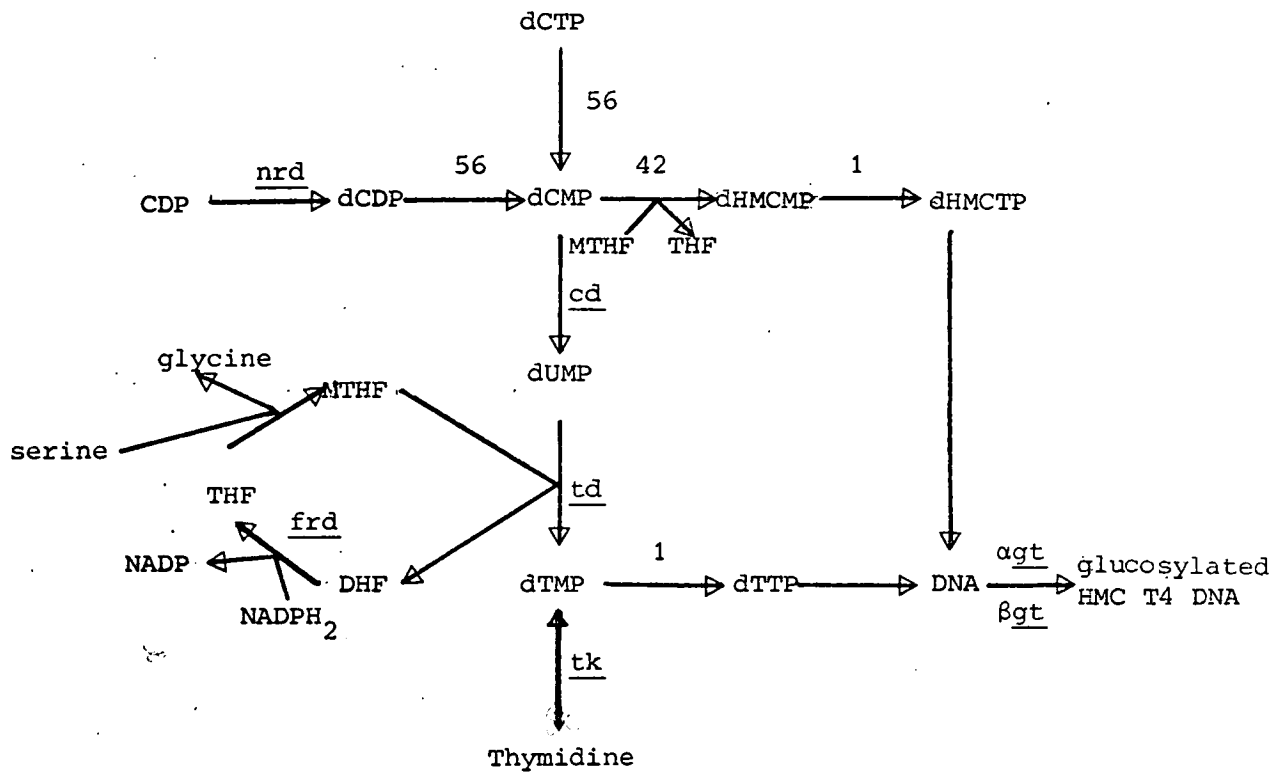 dCTP
56
nrd 56 42 1
CDP dCDP dCMP dHMCMP dHMCTP
MTHF THF
cd
glycine
MTHF dUMP
serine
td
THF
frd
NADP DHF dTMP 1 dTTP DNA αgt glucosylated
NADPH2 βgt HMC T4 DNA
tk
Thymidine